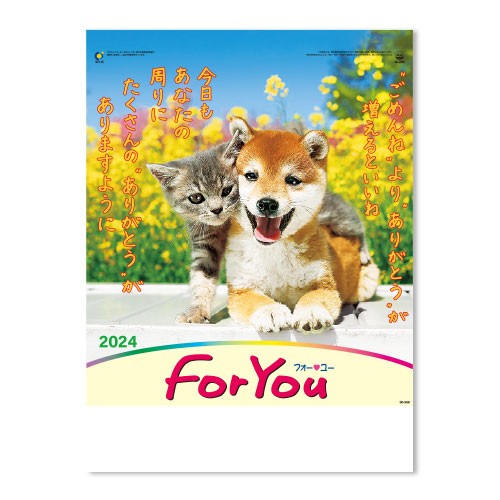 "ごめんね"より"ありがとう"が
増えるといいね
今日も
あなたの
周りに
たくさんの"ありがとう"が
ありますように
2024
フォー♥ユー
For You